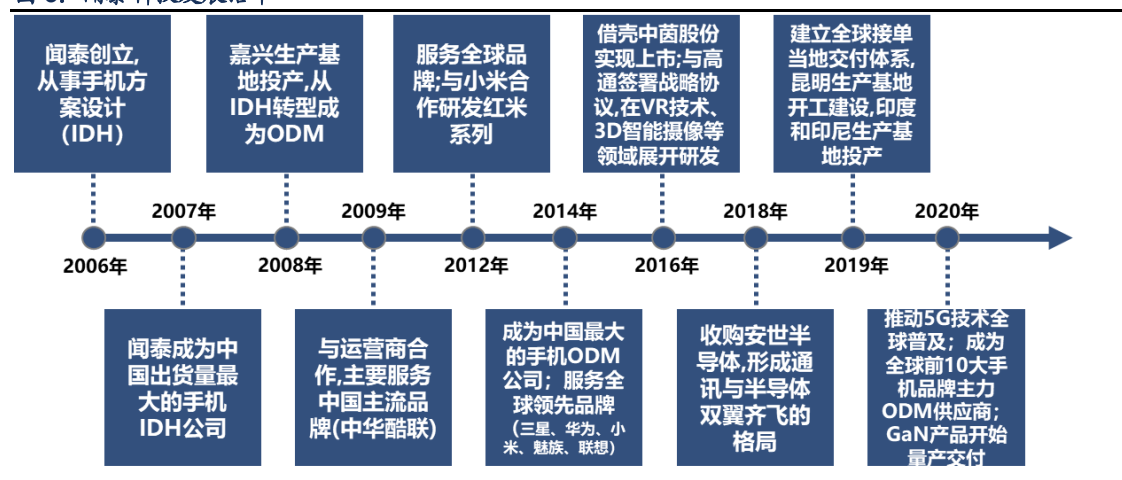 闻泰创立,
从事手机方
案设计
(IDH)
嘉兴生产基
地投产,从
IDH转型成
为ODM
服务全球品
牌;与小米合
作研发红米
系列
借壳中茵股份
实现上市;与高
通签署战略协
议,在VR技术、
3D智能摄像等
领域展开研发
建立全球接单
当地交付体系,
昆明生产基地
开工建设,印度
和印尼生产基
地投产
2007年
2009年
2014年
2018年
2020年
2006年
2008年
2012年
2016年
2019年
闻泰成为中
国出货量最
大的手机
IDH公司
与运营商合
作,主要服务
中国主流品
牌(中华酷联)
成为中国最大
的手机ODM
公司；服务全
球领先品牌
（三星、华为、小
米、魅族、联想）
收购安世半
导体,形成通
讯与半导体
双翼齐飞的
格局
推动5G技术全
球普及；成为
全球前10大手
机品牌主力
ODM供应商；
GaN产品开始
量产交付